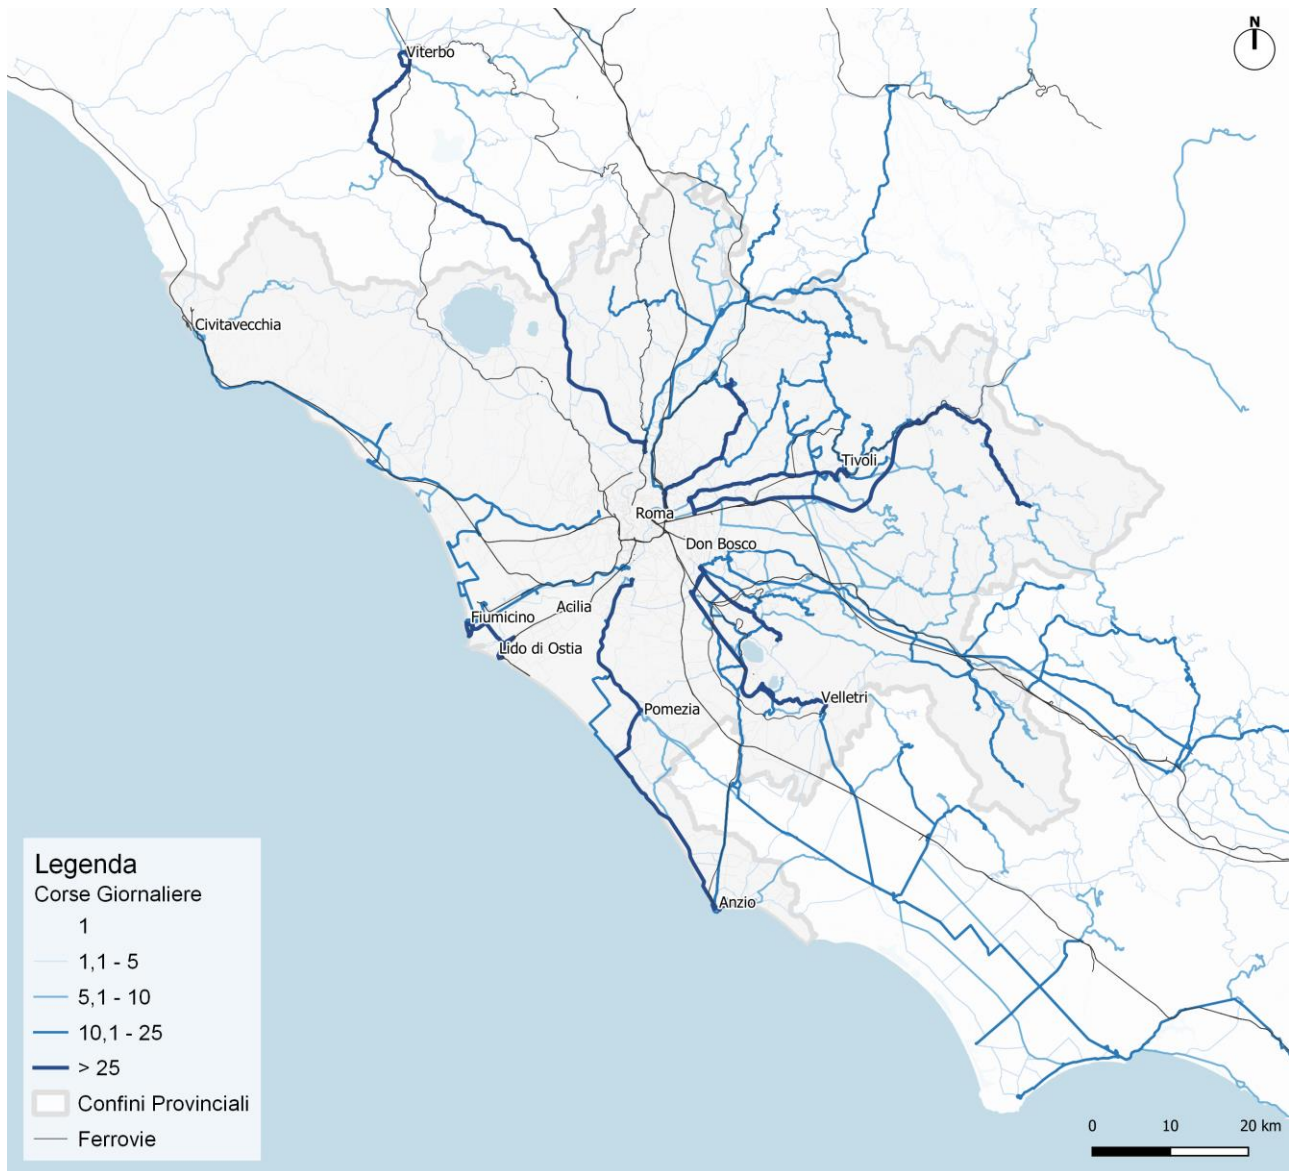 N
Viterbo
Civitavecchia
Tivoli
Roma
Don Bosco
Acilia
Fiumicino
Lido di Ostia
Velletri
Pomezia
Anzio
Legenda
Corse Giornaliere
1
1,1 - 5
5,1 - 10
10,1 - 25
> 25
Confini Provinciali
Ferrovie
0 10 20 km